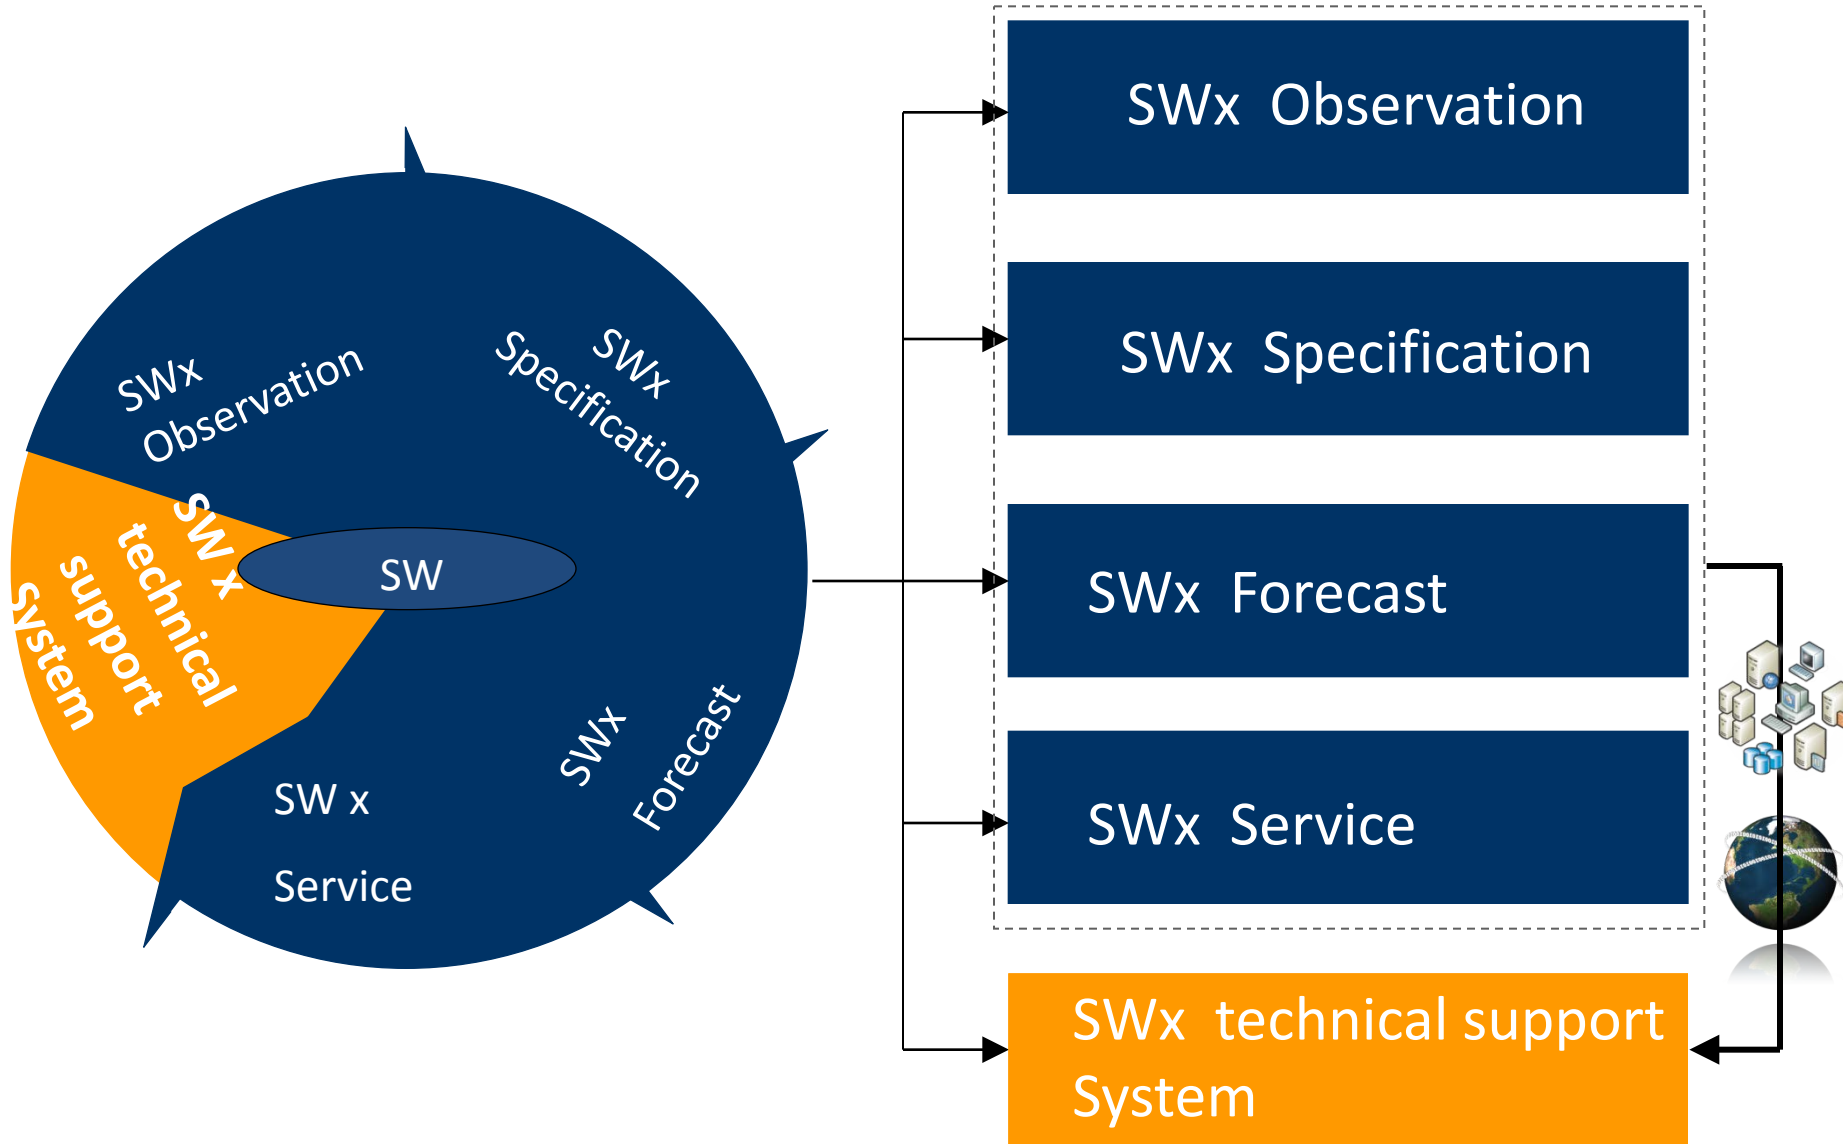 SWx
Observation
SWx
Specification
SW x
technical
support
System
SW
SWx
Forecast
SW x
Service
SWx Observation
SWx Specification
SWx Forecast
SWx Service
SWx technical support
System